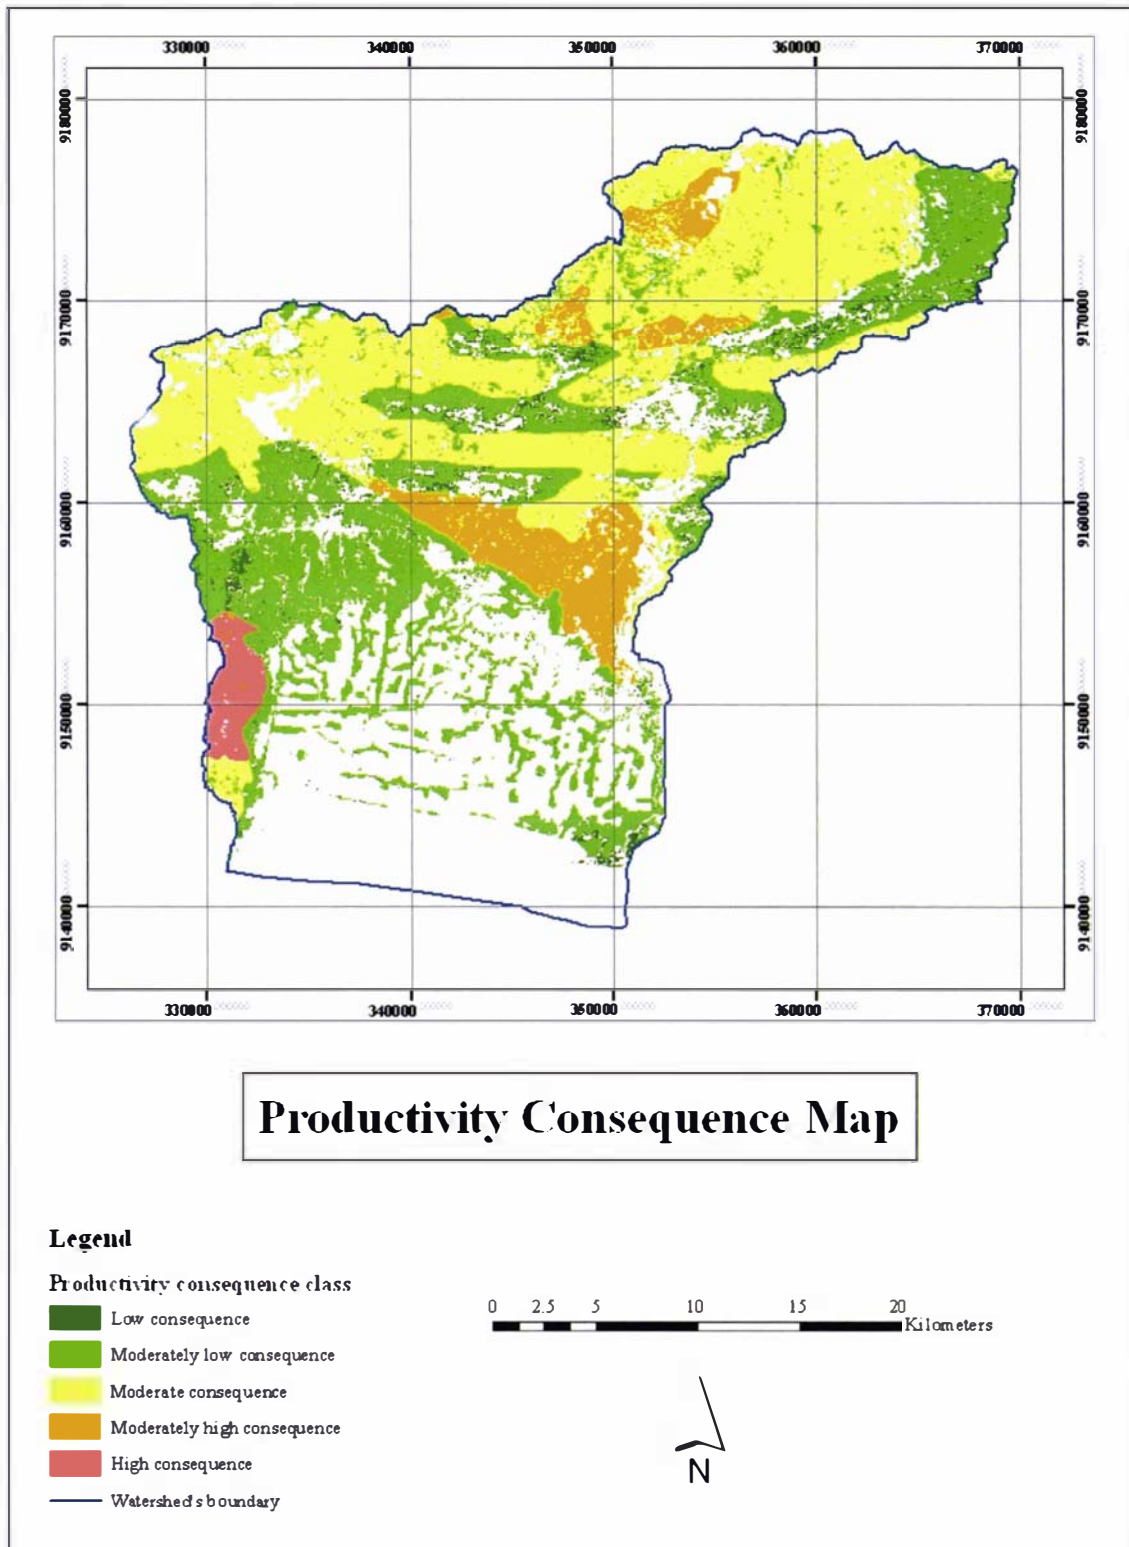 330000 340000 350000 360000 370000
9180000 9180000
9170000 9170000
9160000 9160000
9150000 9150000
9140000 9140000
330000 340000 350000 360000 370000
Productivity Consequence Map
Legend
Productivity consequence class
Low consequence
Moderately low consequence
Moderate consequence
Moderately high consequence
High consequence
Watershed's boundary
0 2.5 5 10 15 20
Kilometers
N